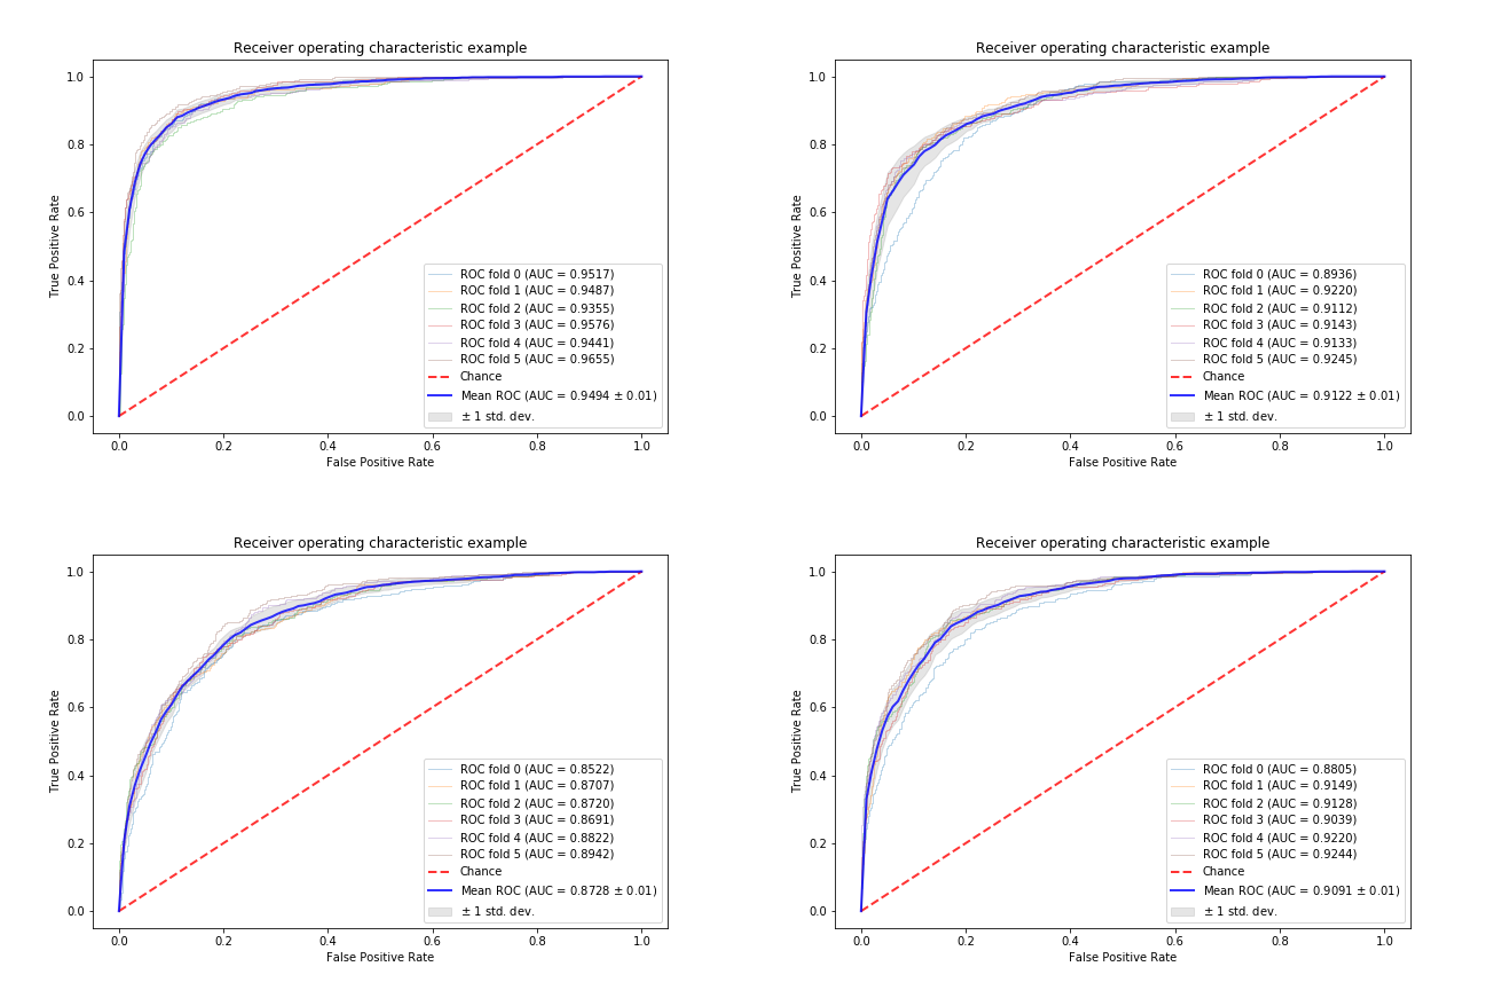 Receiver operating characteristic example
1.0
0.8
0.6
0.4
0.2
0.0
True Positive Rate
ROC fold 0 (AUC = 0.9517)
ROC fold 1 (AUC = 0.9487)
ROC fold 2 (AUC = 0.9355)
ROC fold 3 (AUC = 0.9576)
ROC fold 4 (AUC = 0.9441)
ROC fold 5 (AUC = 0.9655)
Chance
Mean ROC (AUC = 0.9494 ± 0.01)
± 1 std. dev.
0.0 0.2 0.4 0.6 0.8 1.0
False Positive Rate
Receiver operating characteristic example
1.0
0.8
0.6
0.4
0.2
0.0
True Positive Rate
ROC fold 0 (AUC = 0.8936)
ROC fold 1 (AUC = 0.9220)
ROC fold 2 (AUC = 0.9112)
ROC fold 3 (AUC = 0.9143)
ROC fold 4 (AUC = 0.9133)
ROC fold 5 (AUC = 0.9245)
Chance
Mean ROC (AUC = 0.9122 ± 0.01)
± 1 std. dev.
0.0 0.2 0.4 0.6 0.8 1.0
False Positive Rate
Receiver operating characteristic example
1.0
0.8
0.6
0.4
0.2
0.0
True Positive Rate
ROC fold 0 (AUC = 0.8522)
ROC fold 1 (AUC = 0.8707)
ROC fold 2 (AUC = 0.8720)
ROC fold 3 (AUC = 0.8691)
ROC fold 4 (AUC = 0.8822)
ROC fold 5 (AUC = 0.8942)
Chance
Mean ROC (AUC = 0.8728 ± 0.01)
± 1 std. dev.
0.0 0.2 0.4 0.6 0.8 1.0
False Positive Rate
Receiver operating characteristic example
1.0
0.8
0.6
0.4
0.2
0.0
True Positive Rate
ROC fold 0 (AUC = 0.8805)
ROC fold 1 (AUC = 0.9149)
ROC fold 2 (AUC = 0.9128)
ROC fold 3 (AUC = 0.9039)
ROC fold 4 (AUC = 0.9220)
ROC fold 5 (AUC = 0.9244)
Chance
Mean ROC (AUC = 0.9091 ± 0.01)
± 1 std. dev.
0.0 0.2 0.4 0.6 0.8 1.0
False Positive Rate